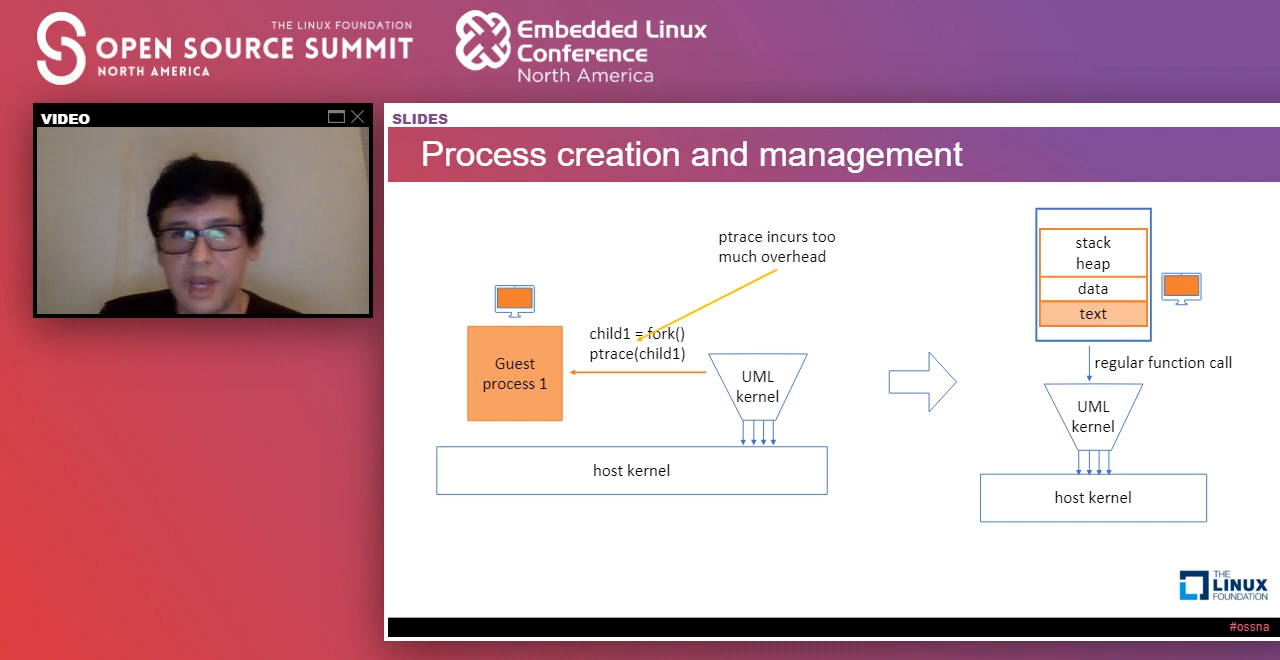 THE LINUX FOUNDATION
OPEN SOURCE SUMMIT
NORTH AMERICA
Embedded Linux
Conference
North America
VIDEO
SLIDES
Process creation and management
ptrace incurs too
much overhead
child1 = fork()
ptrace(child1)
Guest
process 1
UML
kernel
host kernel
stack
heap
data
text
regular function call
UML
kernel
host kernel
THE
LINUX
FOUNDATION
#ossna